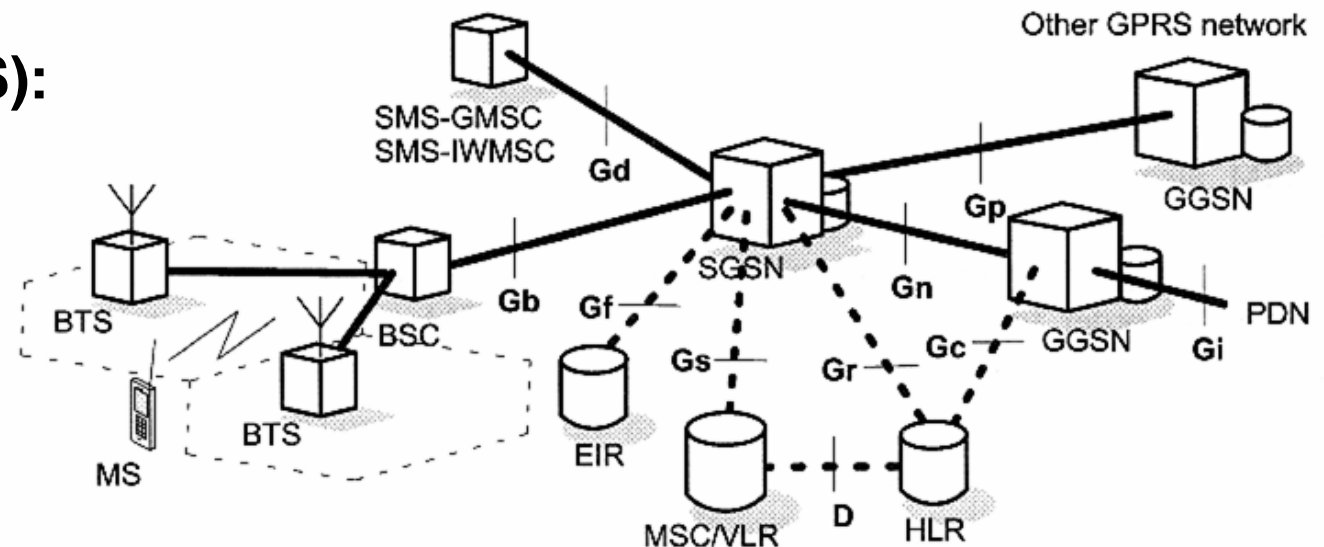 S):
Other GPRS network
SMS-GMSC
SMS-IWMSC
Gd
Gp
GGSN
SGSN
Gn
Gb
BTS
BSC
Gf
GGSN
Gi
PDN
Gs
Gr
Gc
BTS
EIR
MS
D
MSC/VLR
HLR